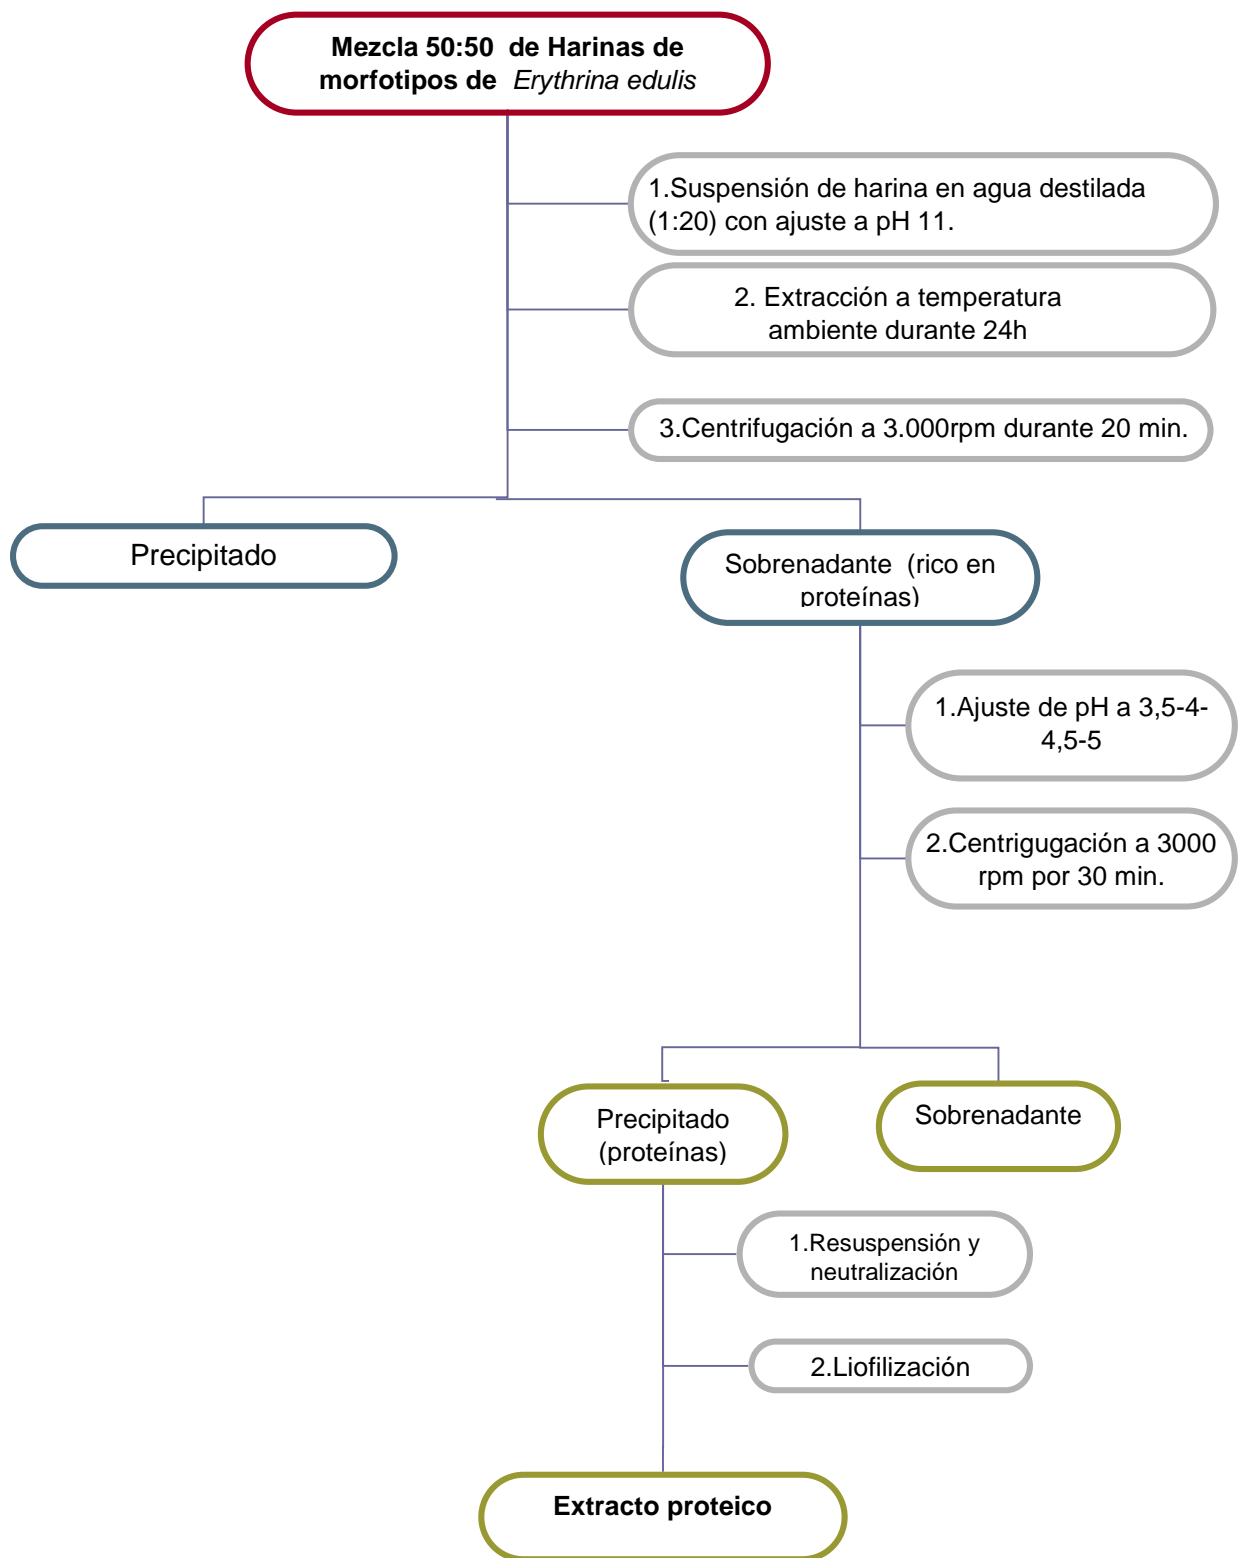 Mezcla 50:50 de Harinas de
morfotipos de Erythrina edulis
1.Suspensión de harina en agua destilada
(1:20) con ajuste a pH 11.
2. Extracción a temperatura
ambiente durante 24h
3.Centrifugación a 3.000rpm durante 20 min.
Precipitado
Sobrenadante (rico en
proteínas)
1.Ajuste de pH a 3,5-4-
4,5-5
2.Centrigugación a 3000
rpm por 30 min.
Precipitado
(proteínas)
Sobrenadante
1.Resuspensión y
neutralización
2.Liofilización
Extracto proteico